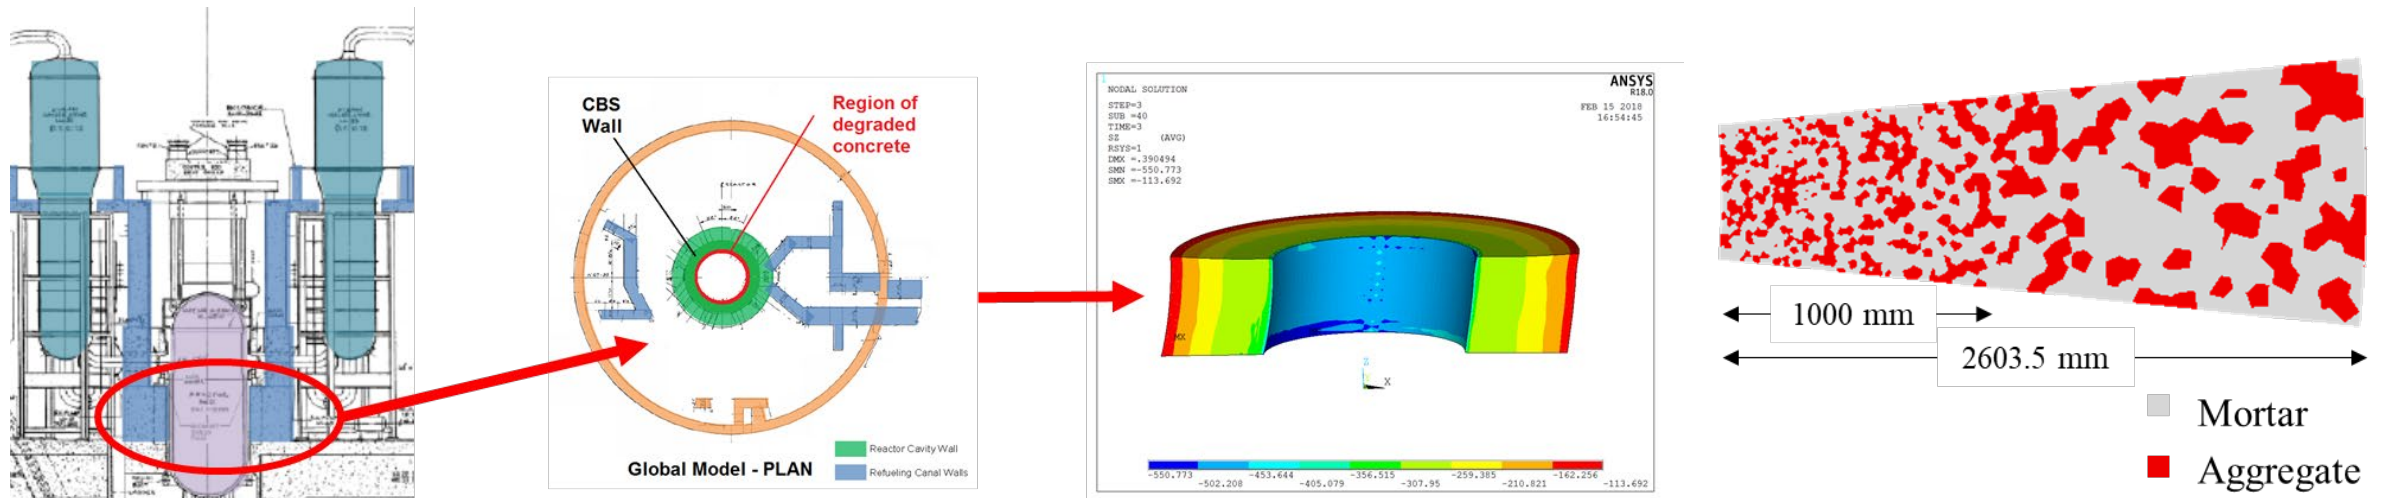 CBS
Wall
Region of
degraded
concrete
Reactor Cavity Wall
Refueling Canal Walls
Global Model - PLAN
1
NODAL SOLUTION
STEP=3
SUB =40
TIME=3
SZ (AVG)
RSYS=1
DMX =.390494
SMN =-550.773
SMX =-113.692
ANSYS
R18.0
FEB 15 2018
16:54:45
MX
Z
X
-550.773 -453.644 -356.515 -259.385 -162.256
-502.208 -405.079 -307.95 -210.821 -113.692
1000 mm
2603.5 mm
Mortar
Aggregate